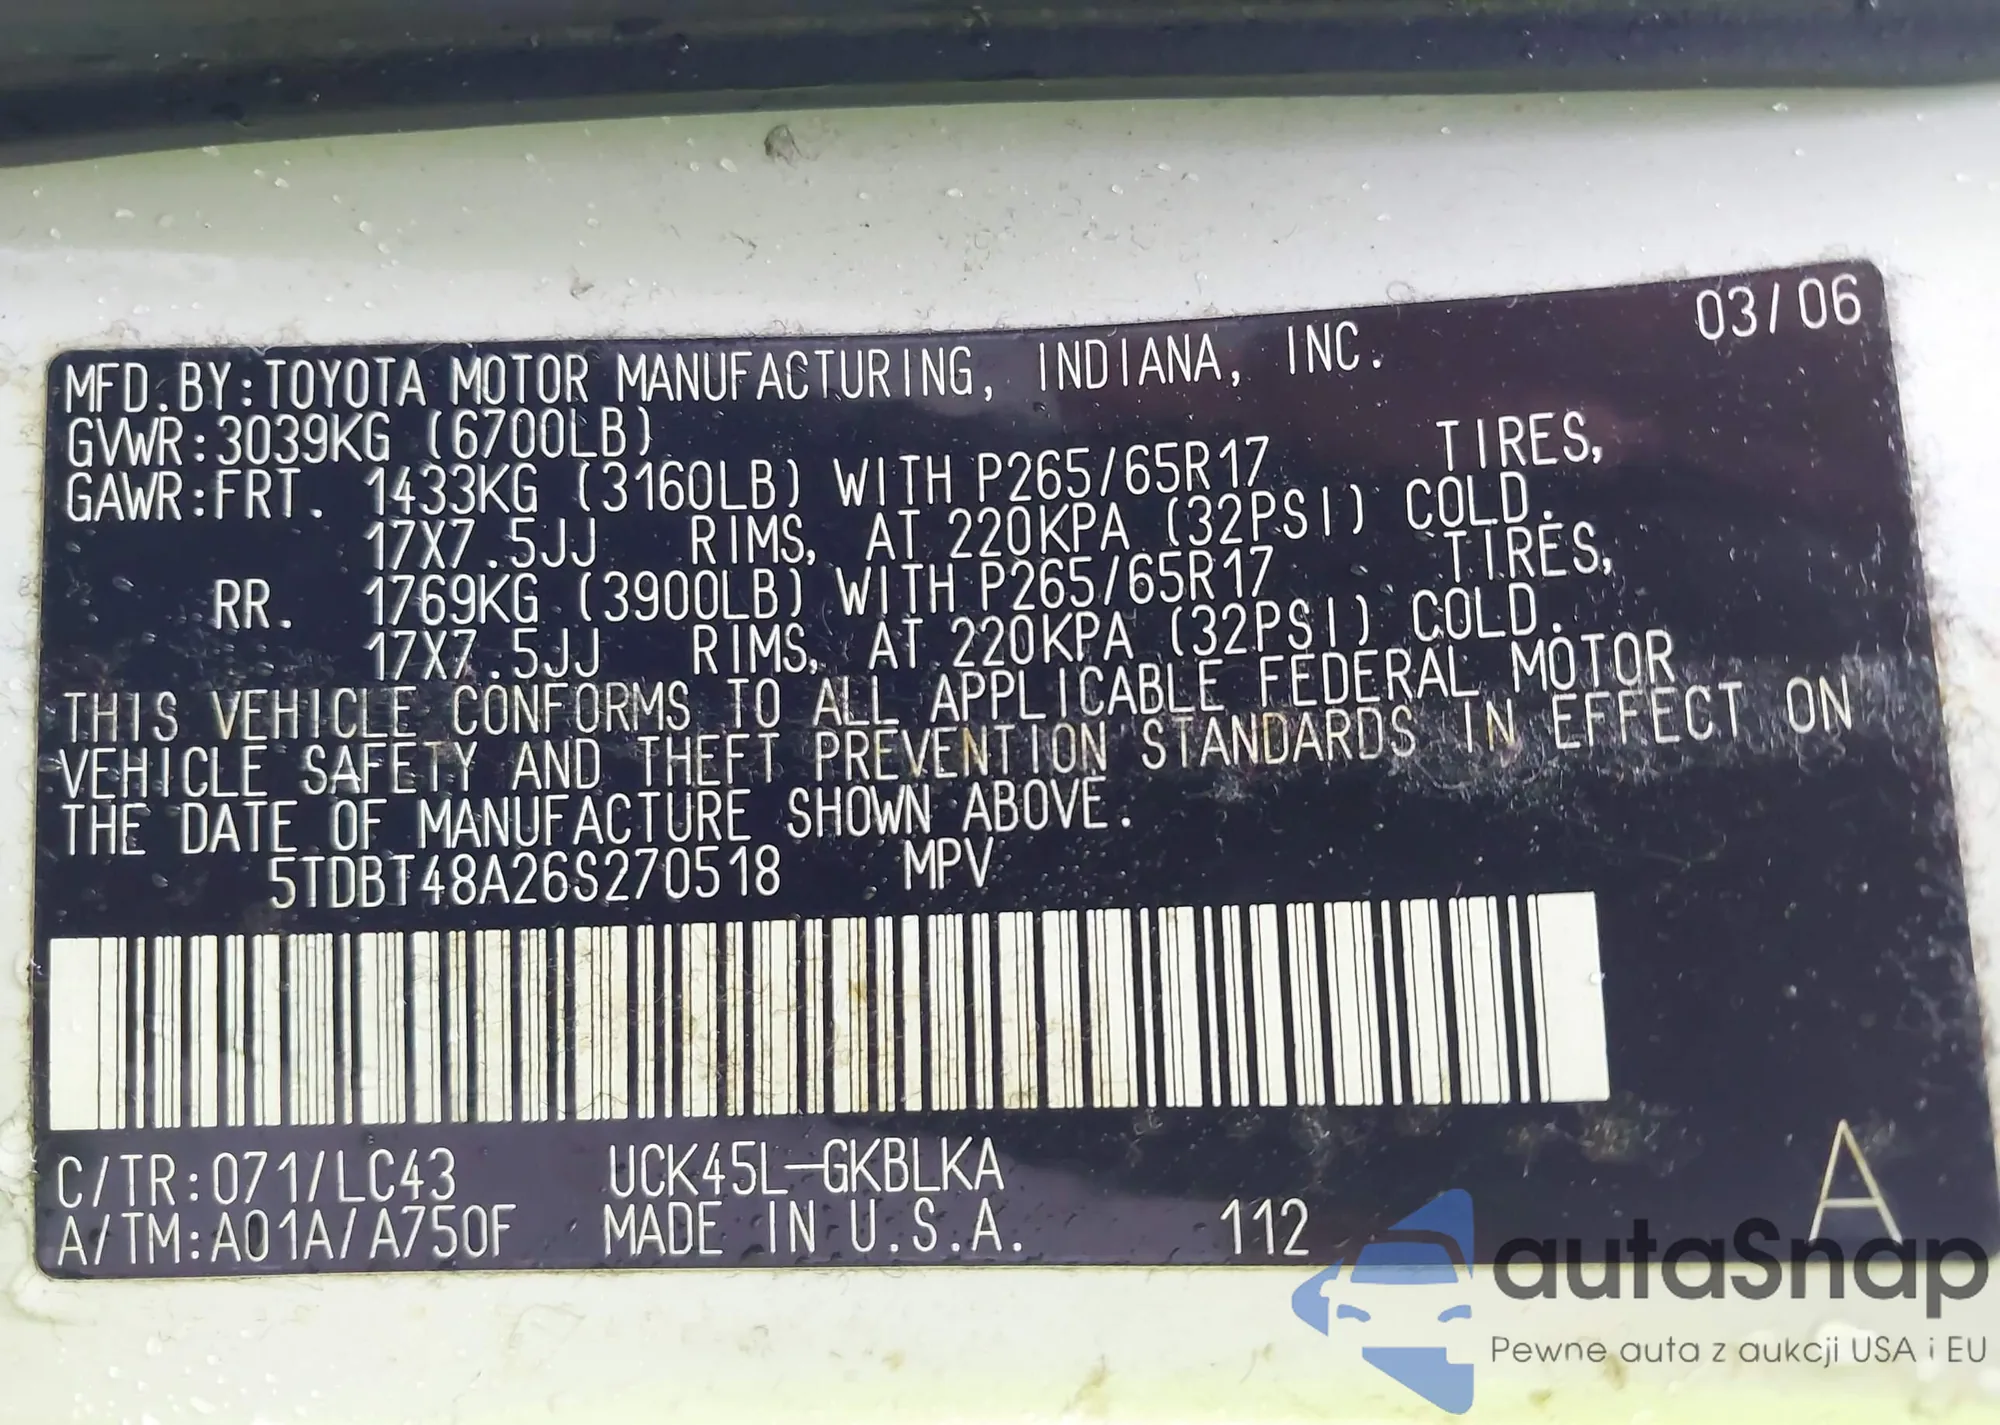 03/06
MFD.BY:TOYOTA MOTOR MANUFACTURING, INDIANA, INC.
GVWR:3039KG (6700LB)
GAWR:FRT. 1433KG (3160LB) WITH P265/65R17 TIRES,
17X7.5JJ RIMS, AT 220KPA (32PSI) COLD.
RR. 1769KG (3900LB) WITH P265/65R17 TIRES,
17X7.5JJ RIMS, AT 220KPA (32PSI) COLD.
THIS VEHICLE CONFORMS TO ALL APPLICABLE FEDERAL MOTOR
VEHICLE SAFETY AND THEFT PREVENTION STANDARDS IN EFFECT ON
THE DATE OF MANUFACTURE SHOWN ABOVE.
5TDBT48A26S270518 MPV
C/TR:071/LC43 UCK45L-GKBLKA
A/TM:A01A/A750F MADE IN U.S.A. 112 A
autaSnap
Pewne auta z aukcji USA i EU